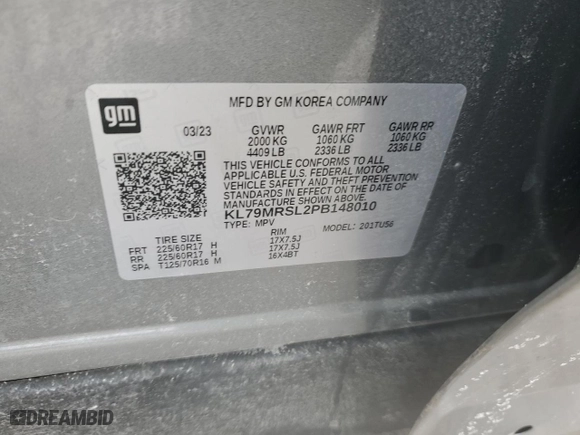 gm
MFD BY GM KOREA COMPANY
03/23 GVWR GAWR FRT GAWR RR
2000 KG 1060 KG 1060 KG
4409 LB 2336 LB 2336 LB
THIS VEHICLE CONFORMS TO ALL
APPLICABLE U.S. FEDERAL MOTOR
VEHICLE SAFETY AND THEFT
PREVENTION STANDARDS IN EFFECT ON THE DATE OF
MANUFACTURE SHOWN ABOVE.
KL79MRSL2PB148010
TYPE: MPV MODEL: 201TU56
TIRE SIZE RIM
FRT 225/60R17 H 17X7.5J
RR 225/60R17 H 17X7.5J
SPA T125/70R16 M 16X4BT
DREAMBID